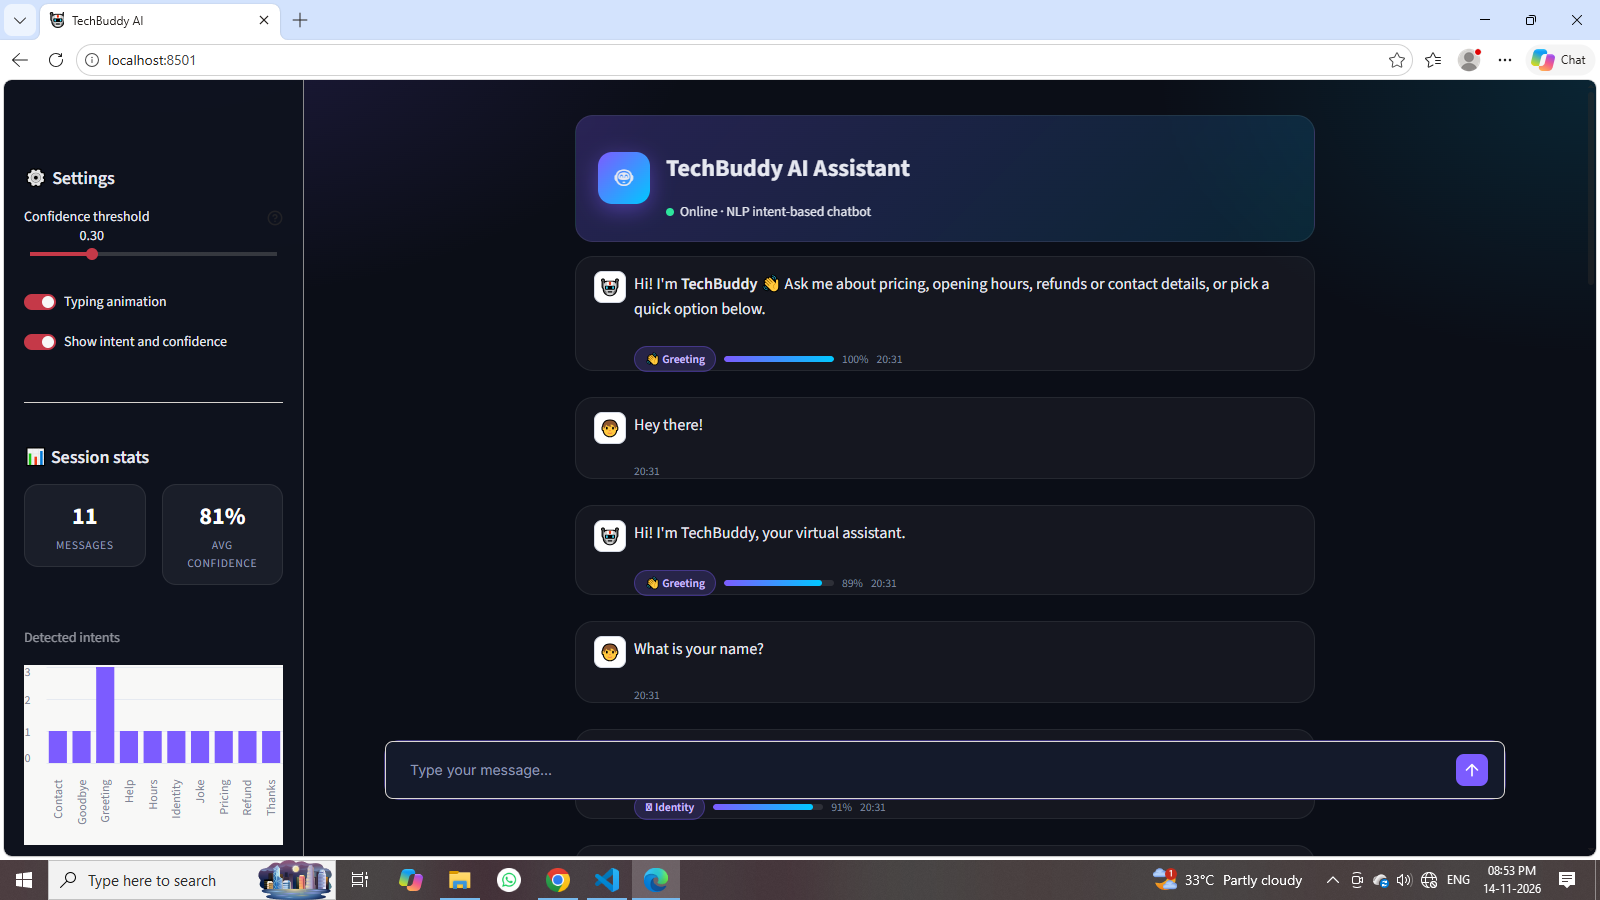 TechBuddy AI
localhost:8501
Chat
Settings
Confidence threshold
0.30
Typing animation
Show intent and confidence
Session stats
11
MESSAGES
81%
AVG
CONFIDENCE
Detected intents
3
2
1
0
Contact
Goodbye
Greeting
Help
Hours
Identity
Joke
Pricing
Refund
Thanks
TechBuddy AI Assistant
Online · NLP intent-based chatbot
Hi! I'm TechBuddy 👋 Ask me about pricing, opening hours, refunds or contact details, or pick a
quick option below.
👋 Greeting 100% 20:31
Hey there!
20:31
Hi! I'm TechBuddy, your virtual assistant.
👋 Greeting 89% 20:31
What is your name?
20:31
Type your message...
Identity 91% 20:31
Type here to search
1
33°C Partly cloudy
ENG
08:53 PM
14-11-2026